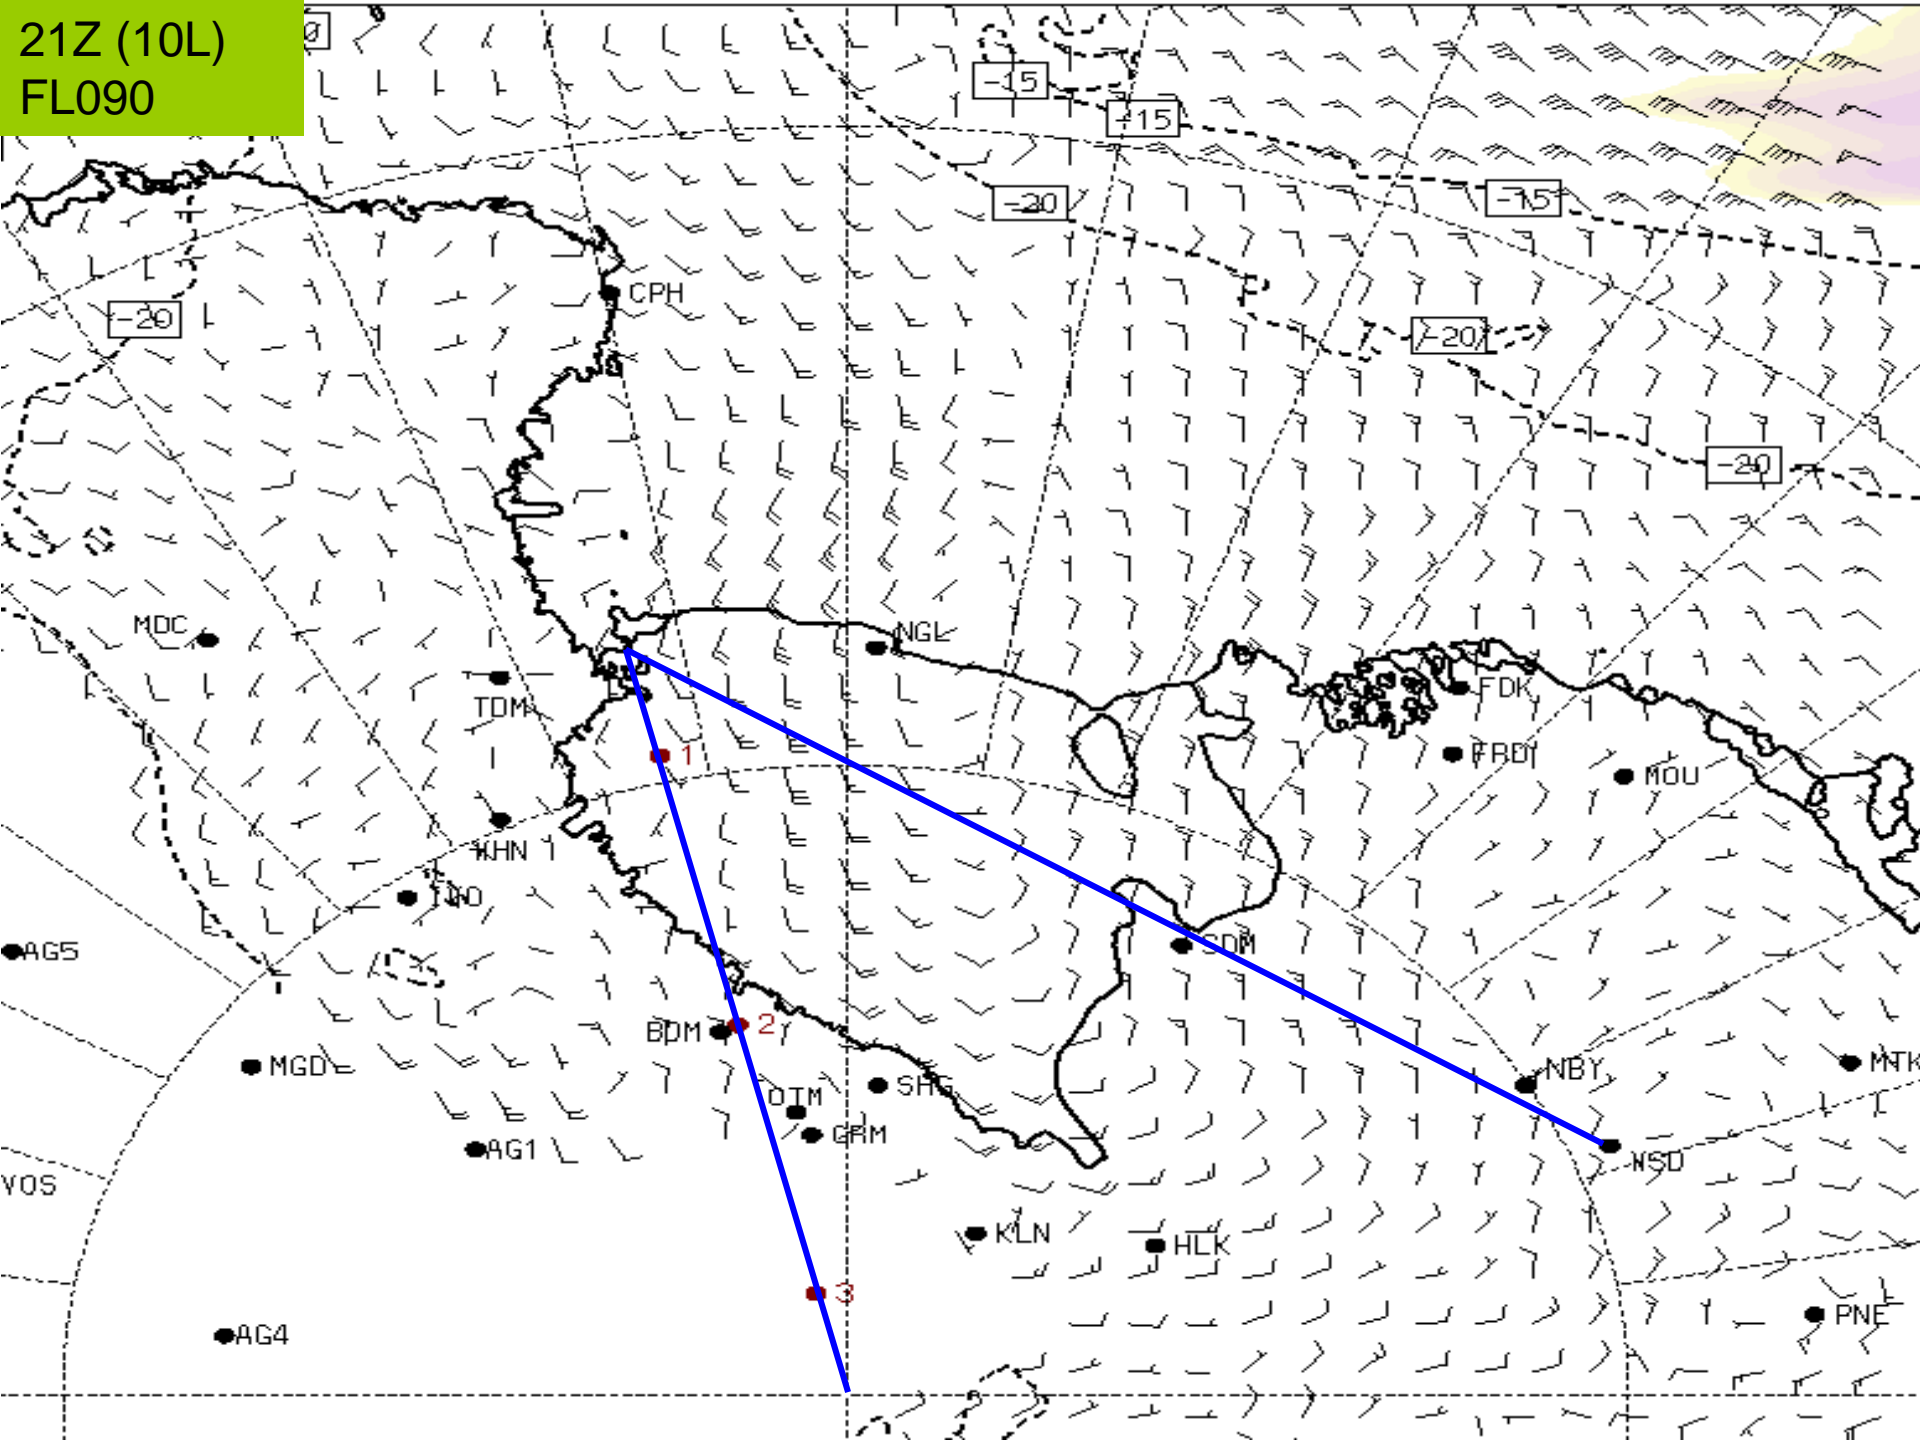 21Z (10L)
FL090
-15
-15
-15
-20
-20
CPH
-20
-20
MDC
NGL
TDM
FDK
1
FRD
MOU
KHN
AG5
SDM
2
BDM
MGD
NBY
MTK
OTM
SHG
GRM
AG1
NSD
VOS
KLN
HLK
3
PNE
AG4